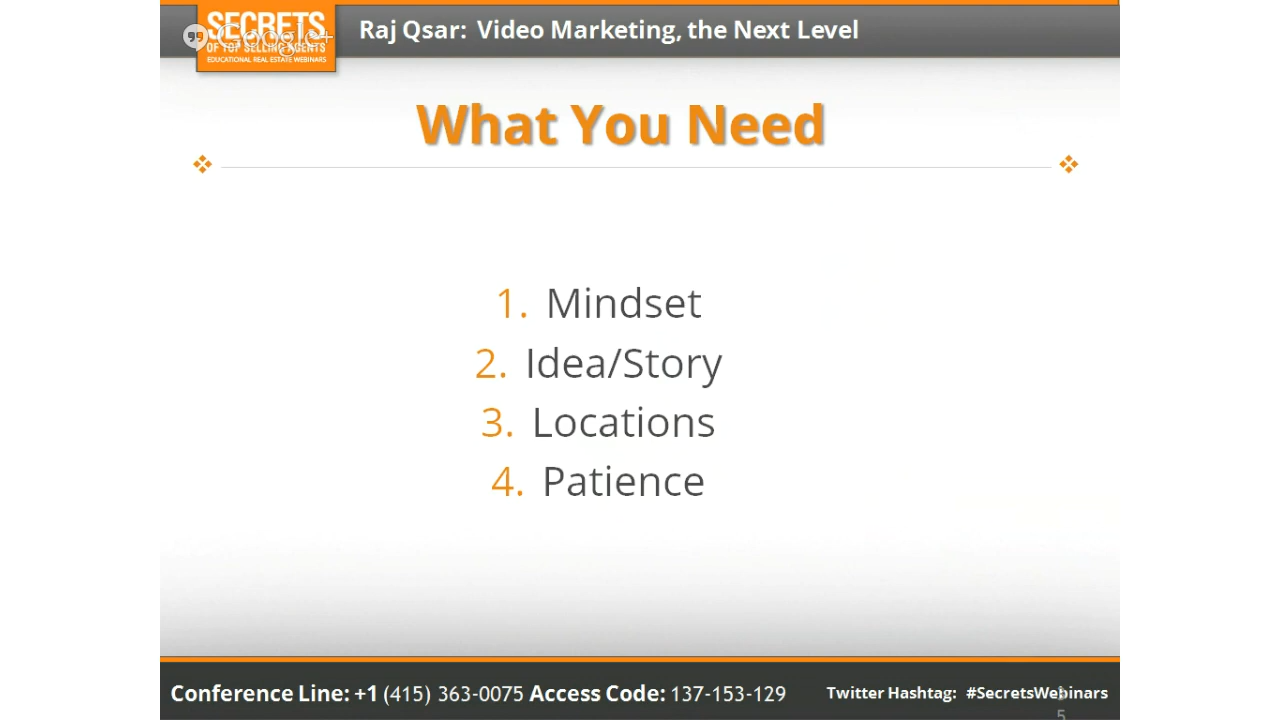 SECRETS
OF TOP SELLING AGENTS
EDUCATIONAL REAL ESTATE WEBINARS
Google+
Raj Qsar: Video Marketing, the Next Level
What You Need
1. Mindset
2. Idea/Story
3. Locations
4. Patience
Conference Line: +1 (415) 363-0075 Access Code: 137-153-129
Twitter Hashtag: #SecretsWebinars